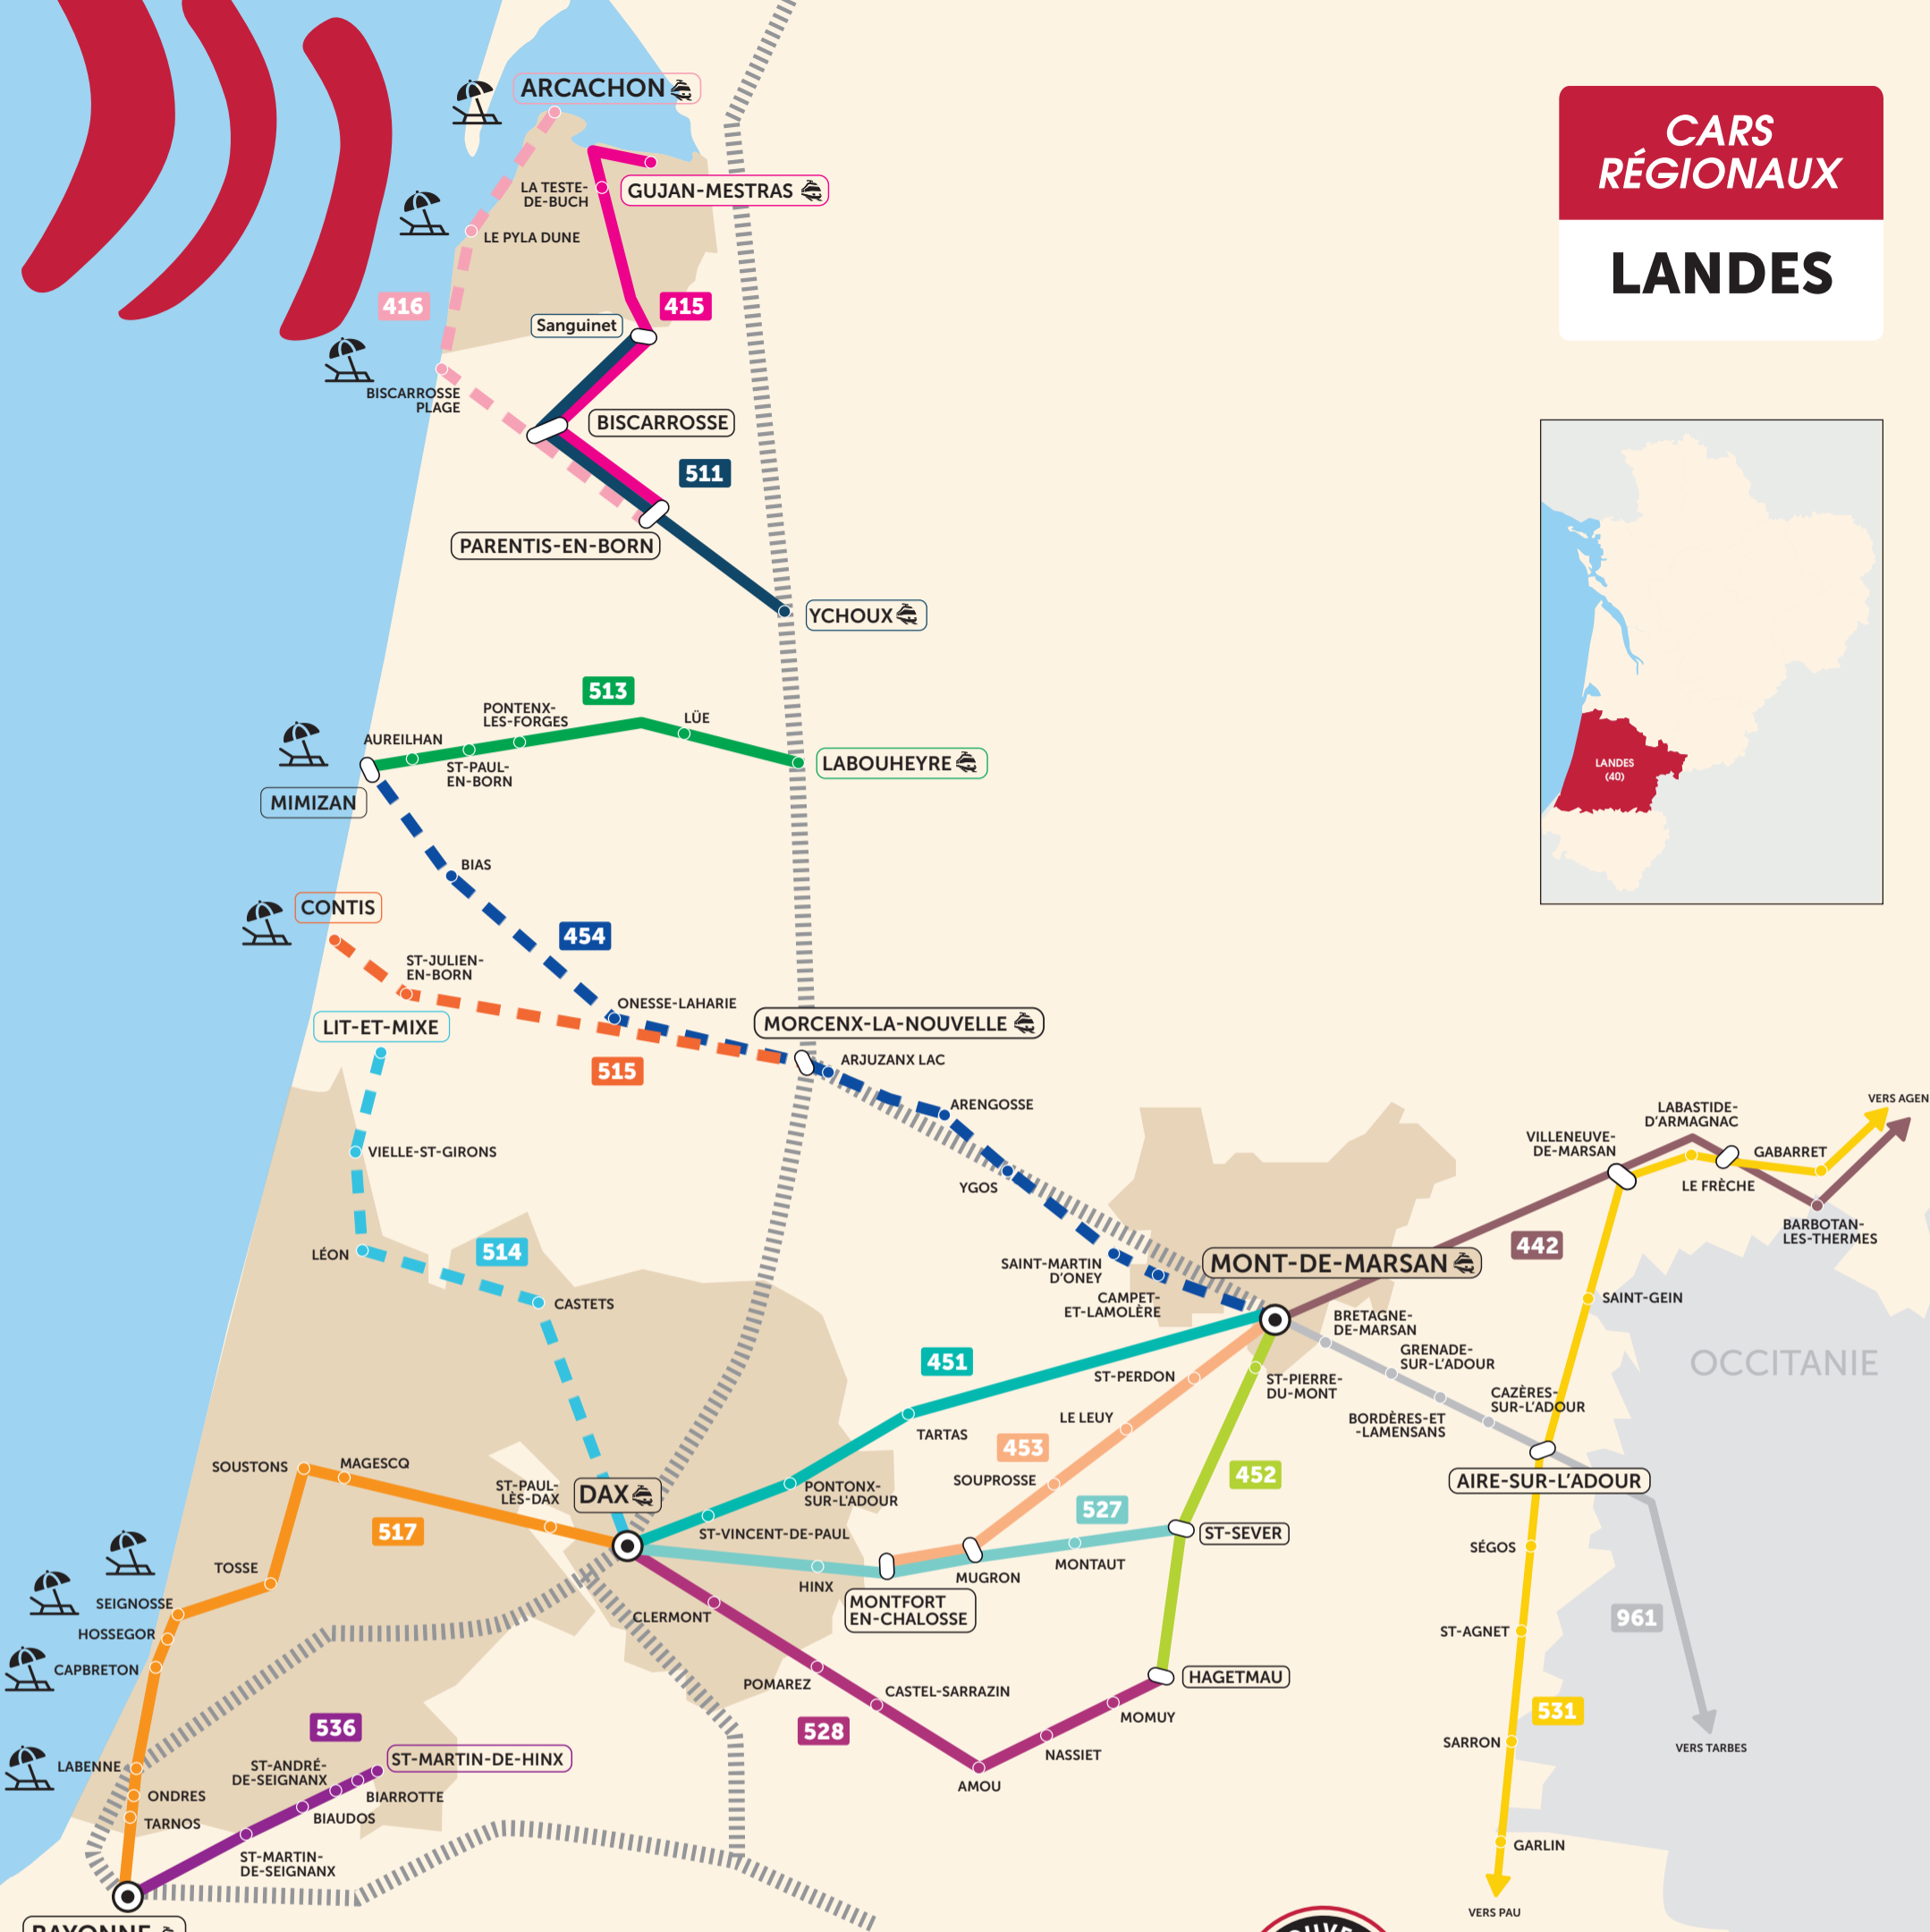 CARS
RÉGIONAUX
LANDES
ARCACHON
LA TESTE-
DE-BUCH
GUJAN-MESTRAS
LE PYLA DUNE
416
415
Sanguinet
BISCARROSSE
PLAGE
BISCARROSSE
511
PARENTIS-EN-BORN
YCHOUX
LANDES
(40)
513
PONTENX-
LES-FORGES
LÜE
AUREILHAN
ST-PAUL-
EN-BORN
LABOUHEYRE
MIMIZAN
BIAS
CONTIS
454
ST-JULIEN-
EN-BORN
ONESSE-LAHARIE
LIT-ET-MIXE
MORCENX-LA-NOUVELLE
515
ARJUZANX LAC
ARENGOSSE
YGOS
VIELLE-ST-GIRONS
LÉON
514
CASTETS
SAINT-MARTIN
D'ONEY
CAMPET-
ET-LAMOLÈRE
MONT-DE-MARSAN
442
VILLENEUVE-
DE-MARSAN
LABASTIDE-
D'ARMAGNAC
VERS AGEN
GABARRET
LE FRÈCHE
BARBOTAN-
LES-THERMES
SAINT-GEIN
OCCITANIE
BRETAGNE-
DE-MARSAN
GRENADE-
SUR-L'ADOUR
CAZÈRES-
SUR-L'ADOUR
BORDÈRES-ET
-LAMENSANS
AIRE-SUR-L'ADOUR
451
ST-PERDON
ST-PIERRE-
DU-MONT
LE LEUY
TARTAS
453
SOUPROSSE
452
527
SOUSTONS
MAGESCQ
ST-PAUL-
LÈS-DAX
DAX
PONTONX-
SUR-L'ADOUR
ST-VINCENT-DE-PAUL
517
ST-SEVER
MONTAUT
MUGRON
HINX
MONTFORT
EN-CHALOSSE
TOSSE
SEIGNOSSE
HOSSEGOR
CAPBRETON
CLERMONT
POMAREZ
CASTEL-SARRAZIN
HAGETMAU
MOMUY
NASSIET
AMOU
528
SÉGOS
ST-AGNET
961
531
SARRON
VERS TARBES
GARLIN
VERS PAU
536
ST-MARTIN-DE-HINX
ST-ANDRÉ-
DE-SEIGNANX
BIARROTTE
BIAUDOS
LABENNE
ONDRES
TARNOS
ST-MARTIN-
DE-SEIGNANX
BAYONNE